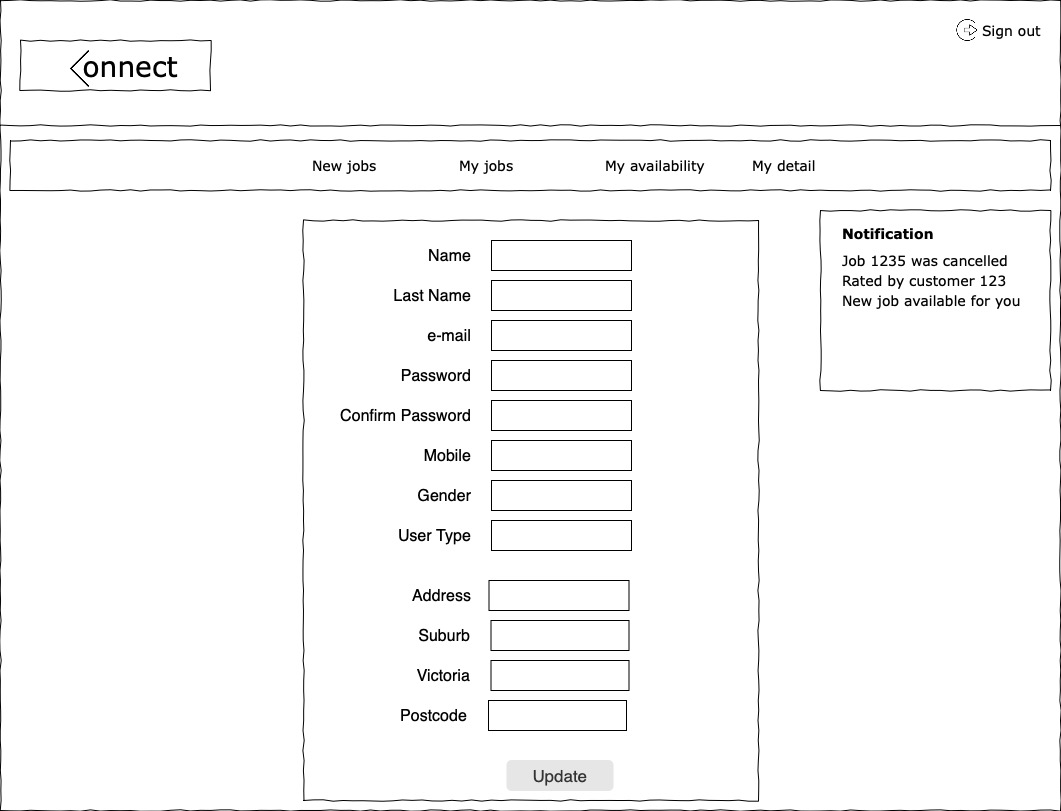 Sign out
Connect
New jobs My jobs My availability My detail
Notification
Job 1235 was cancelled
Rated by customer 123
New job available for you
Name
Last Name
e-mail
Password
Confirm Password
Mobile
Gender
User Type
Address
Suburb
Victoria
Postcode
Update